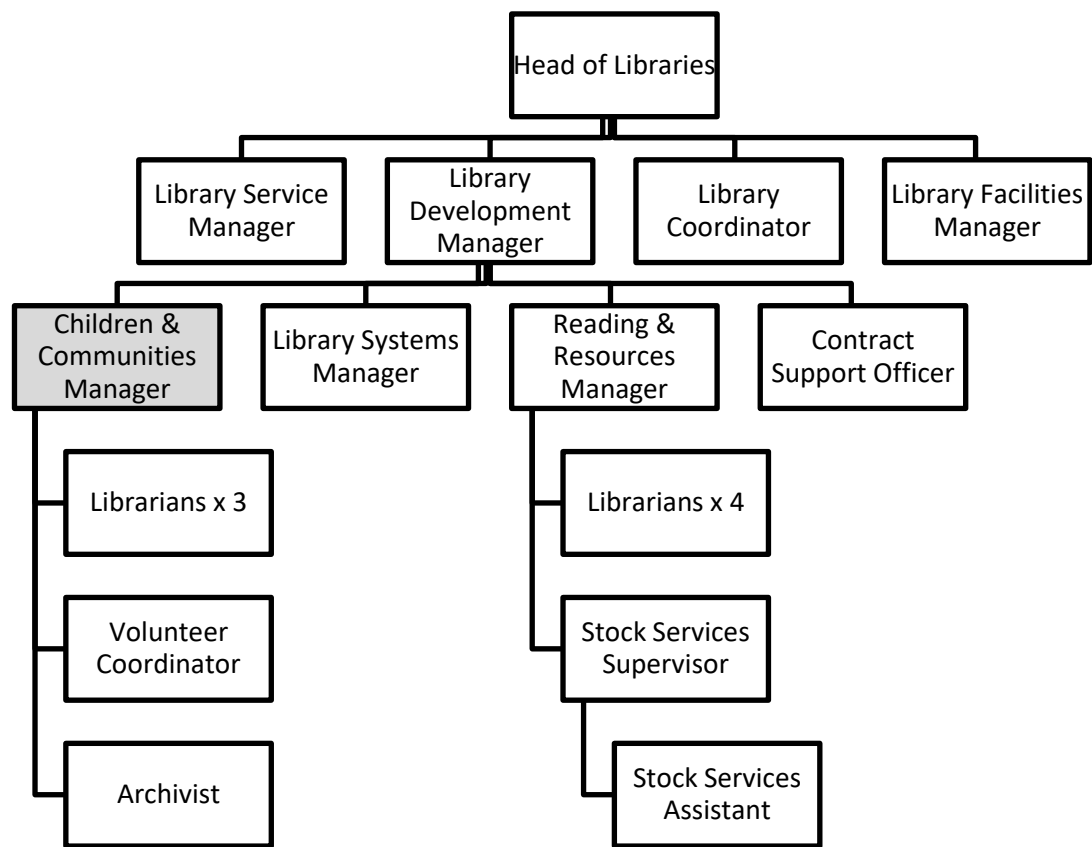 Head of Libraries
Library Service
Manager
Library
Development
Manager
Library
Coordinator
Library Facilities
Manager
Children &
Communities
Manager
Library Systems
Manager
Reading &
Resources
Manager
Contract
Support Officer
Librarians x 3
Librarians x 4
Volunteer
Coordinator
Stock Services
Supervisor
Archivist
Stock Services
Assistant